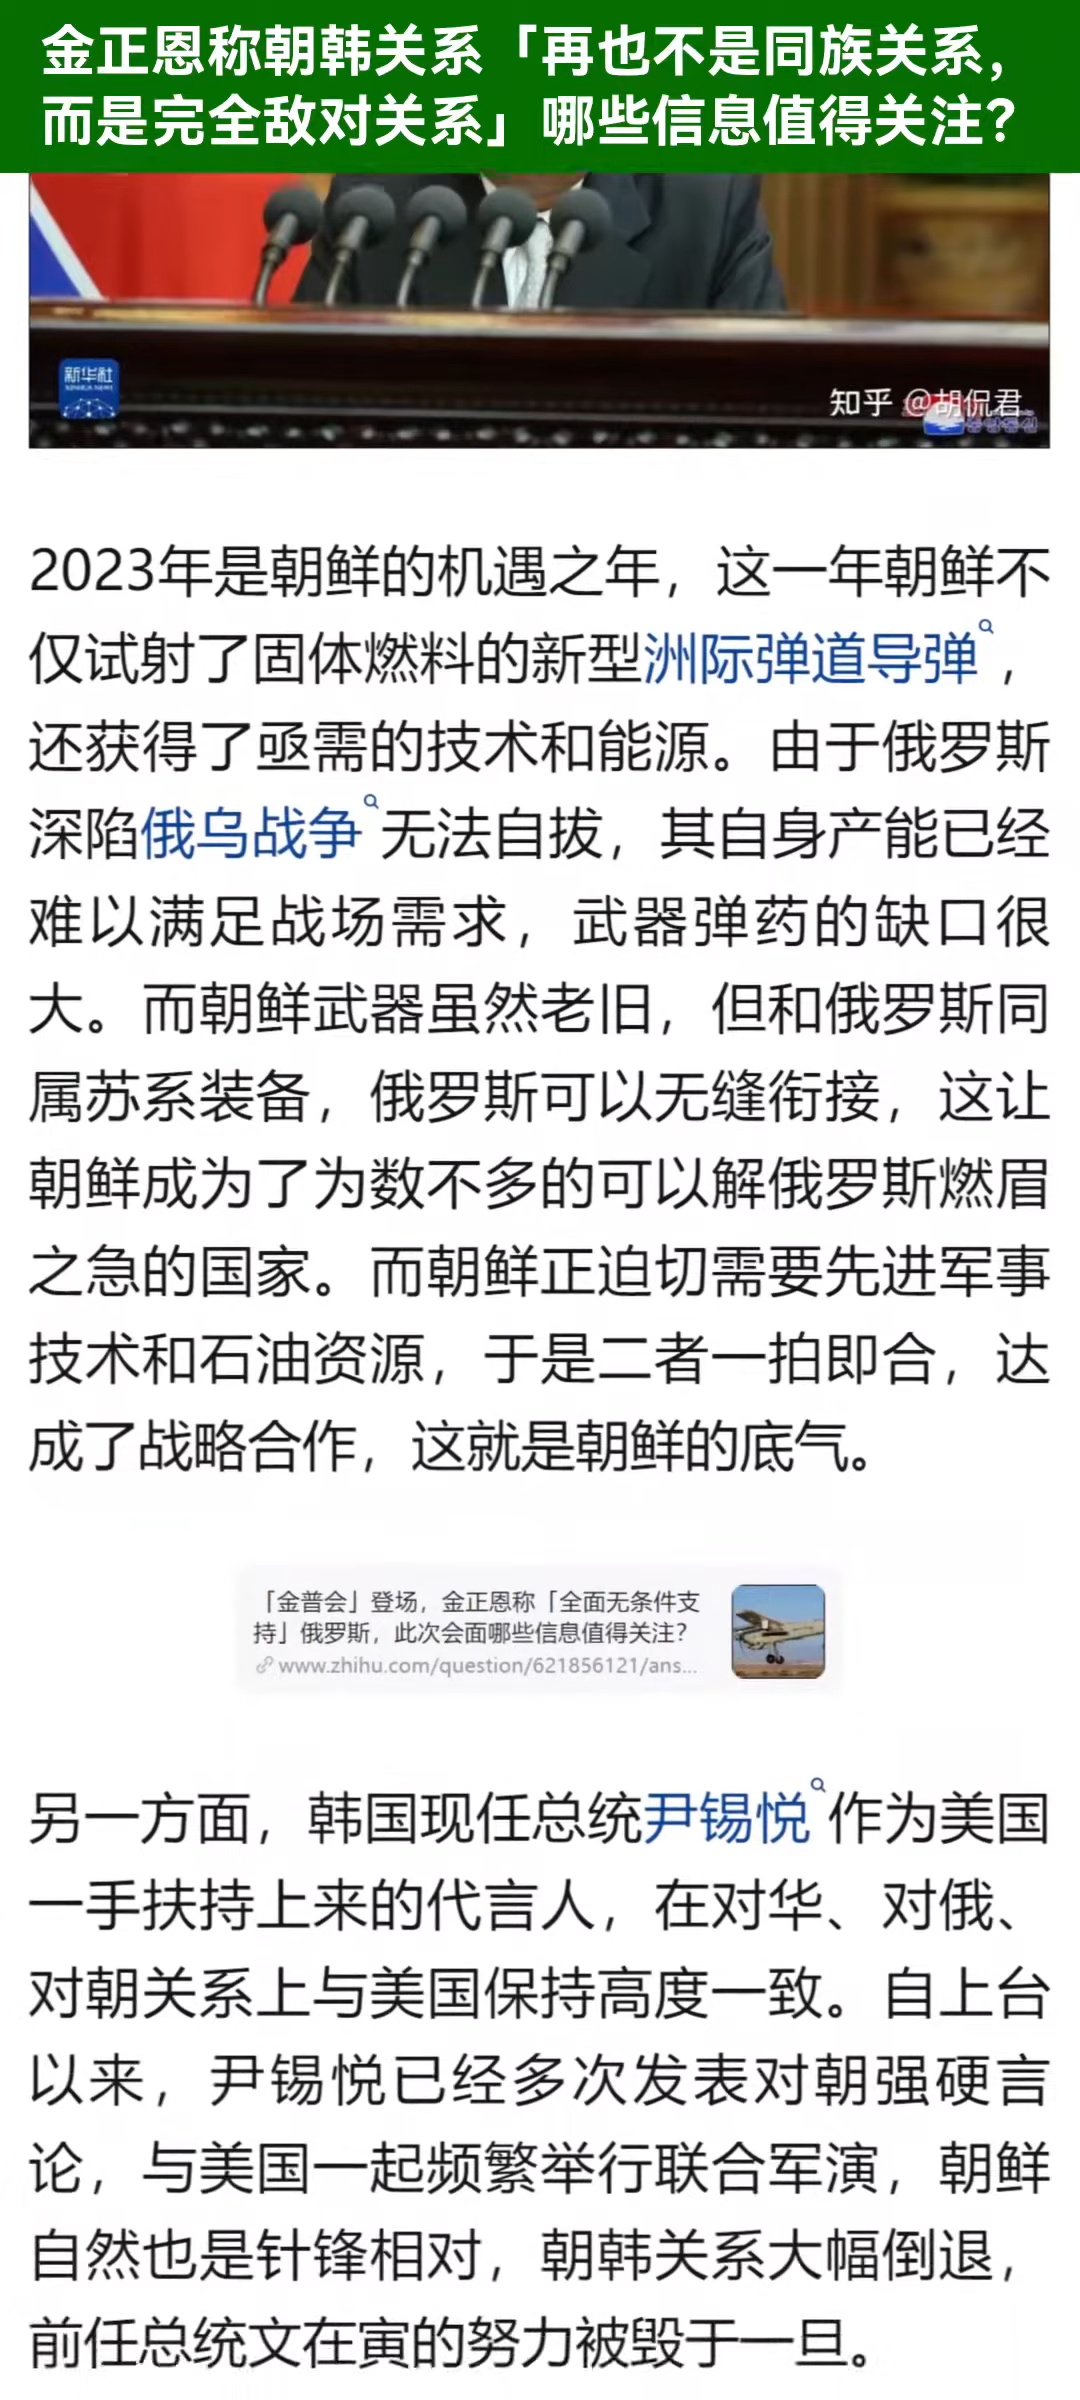 金正恩称朝韩关系「再也不是同族关系，
而是完全敌对关系」哪些信息值得关注？
新华社
XINHUA NEWS
知乎 @胡侃君
2023年是朝鲜的机遇之年，这一年朝鲜不
仅试射了固体燃料的新型洲际弹道导弹，
还获得了亟需的技术和能源。由于俄罗斯
深陷俄乌战争无法自拔，其自身产能已经
难以满足战场需求，武器弹药的缺口很
大。而朝鲜武器虽然老旧，但和俄罗斯同
属苏系装备，俄罗斯可以无缝衔接，这让
朝鲜成为了为数不多的可以解俄罗斯燃眉
之急的国家。而朝鲜正迫切需要先进军事
技术和石油资源，于是二者一拍即合，达
成了战略合作，这就是朝鲜的底气。
「金普会」登场，金正恩称「全面无条件支
持」俄罗斯，此次会面哪些信息值得关注？
www.zhihu.com/question/621856121/ans...
另一方面，韩国现任总统尹锡悦作为美国
一手扶持上来的代言人，在对华、对俄、
对朝关系上与美国保持高度一致。自上台
以来，尹锡悦已经多次发表对朝强硬言
论，与美国一起频繁举行联合军演，朝鲜
自然也是针锋相对，朝韩关系大幅倒退，
前任总统文在寅的努力被毁于一旦。